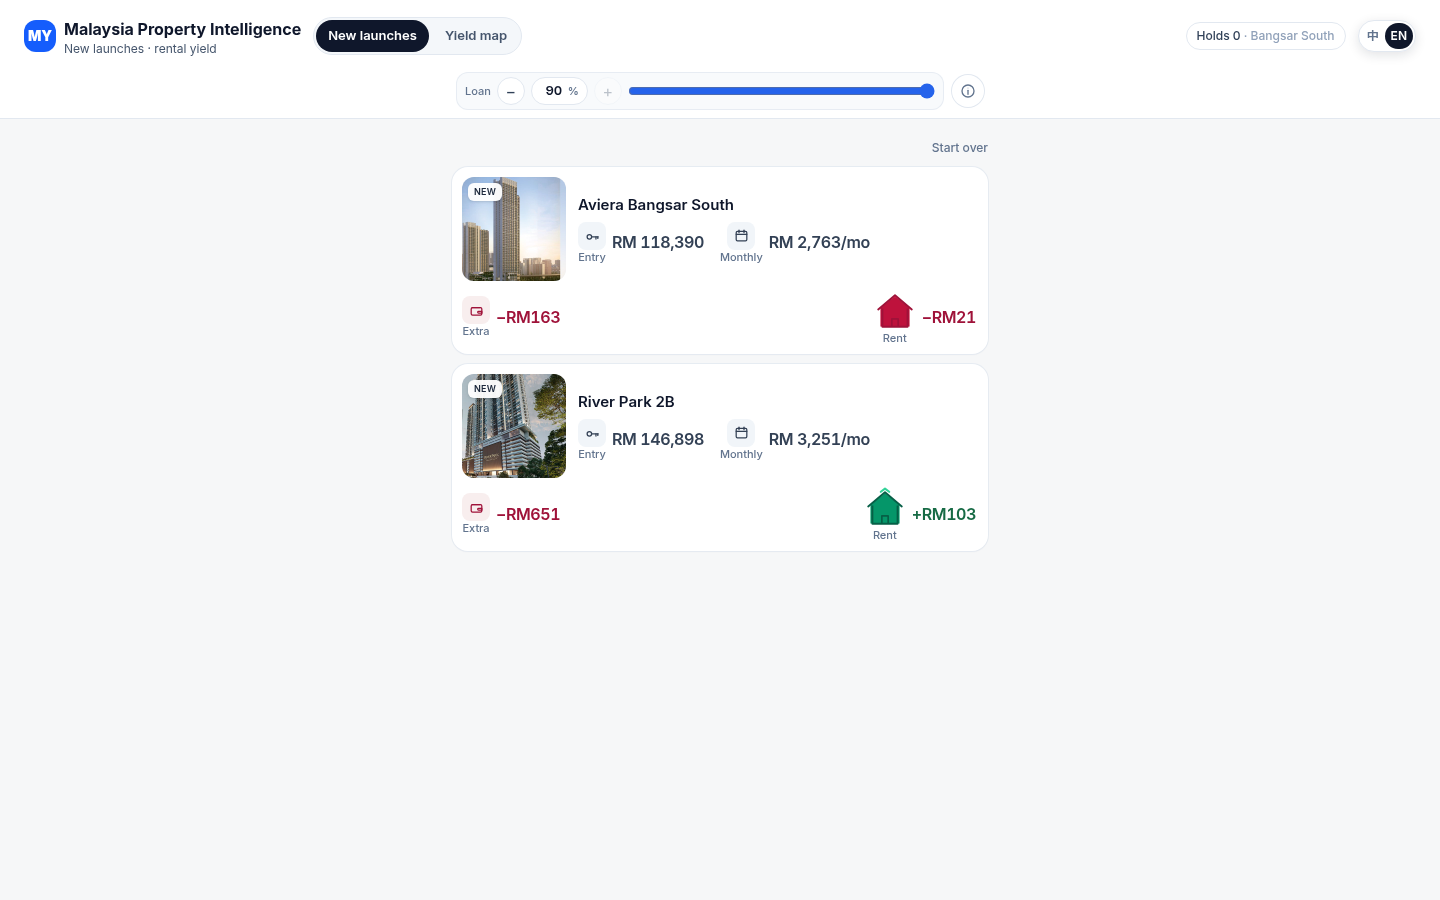 MY
Malaysia Property Intelligence
New launches · rental yield
New launches
Yield map
Holds 0 · Bangsar South
中
EN
Loan
−
90 %
+
Start over
NEW
Aviera Bangsar South
RM 118,390
Entry
RM 2,763/mo
Monthly
−RM163
Extra
−RM21
Rent
NEW
River Park 2B
RM 146,898
Entry
RM 3,251/mo
Monthly
−RM651
Extra
+RM103
Rent